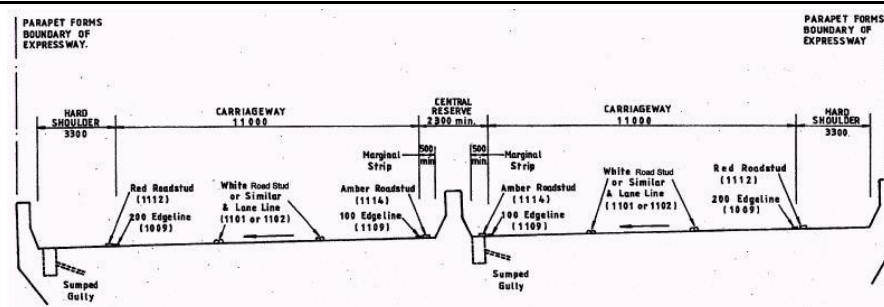 PARAPET FORMS
BOUNDARY OF
EXPRESSWAY.
PARAPET FORMS
BOUNDARY OF
EXPRESSWAY
HARD
SHOULDER
3300
CARRIAGEWAY
11000
CENTRAL
RESERVE
2300 min.
CARRIAGEWAY
11000
HARD
SHOULDER
3300.
500
min
Marginal
Strip
500
min
Marginal
Strip
Red Roadstud
(1112)
200 Edgeline
(1009)
White Road Stud
or Similar
& Lane Line
(1101 or 1102)
Amber Roadstud
(1114)
100 Edgeline
(1109)
Amber Roadstud
(1114)
100 Edgeline
(1109)
White Road Stud
or Similar
& Lane Line
(1101 or 1102)
Red Roadstud
(1112)
200 Edgeline
(1009)
Sumped
Gully
Sumped
Gully